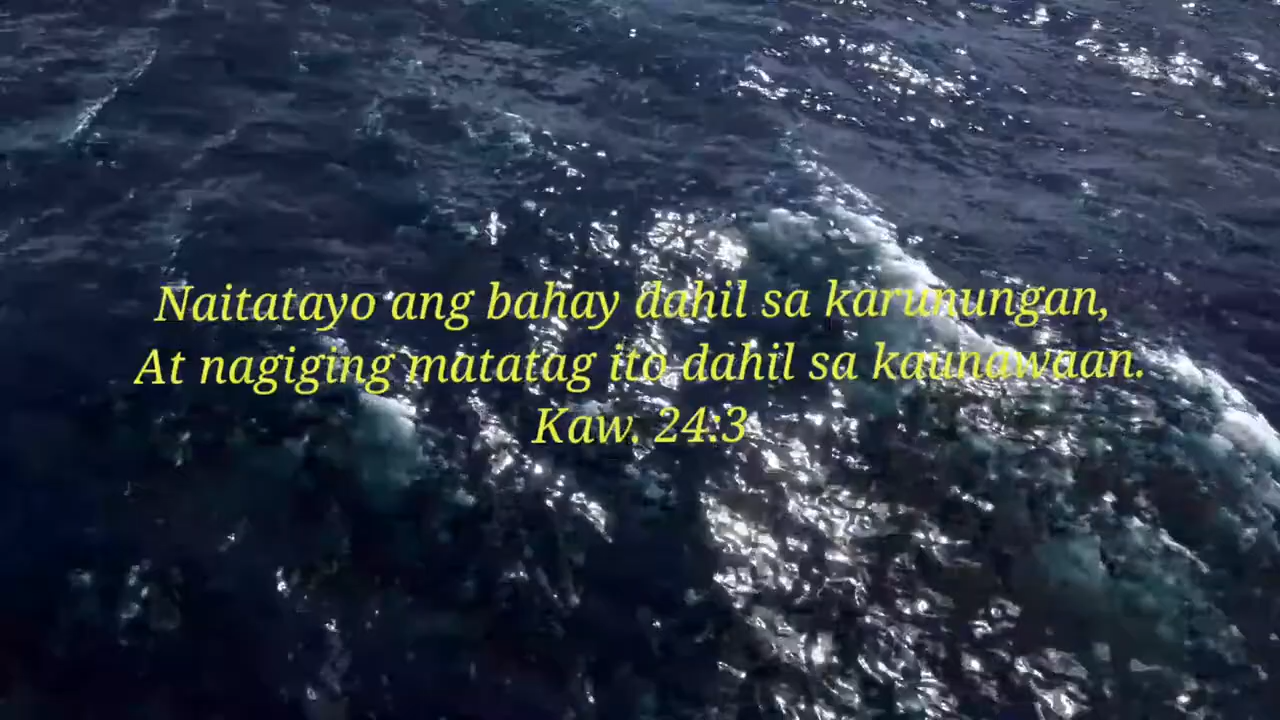 Naitatayo ang bahay dahil sa karunungan,
At nagiging matatag ito dahil sa kaunawaan.
Kaw. 24:3